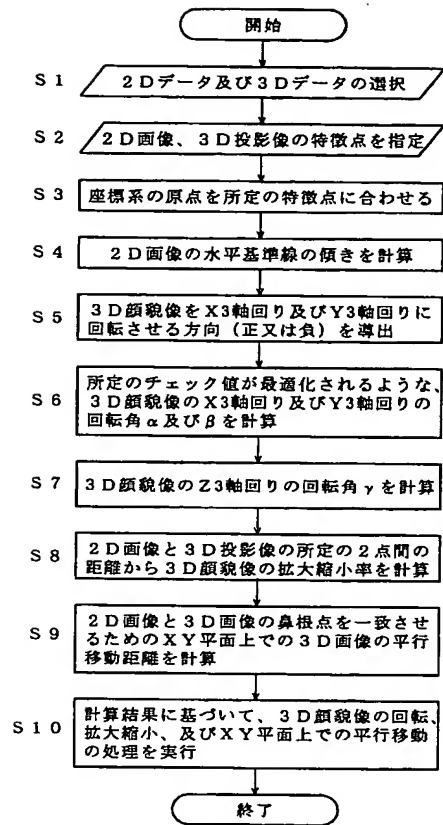 開始
S1
2Dデータ及び3Dデータの選択
S2
2D画像、3D投影像の特徴点を指定
S3
座標系の原点を所定の特徴点に合わせる
S4
2D画像の水平基準線の傾きを計算
S5
3D顔貌像をX3軸回り及びY3軸回りに
回転させる方向(正又は負)を導出
S6
所定のチェック値が最適化されるような、
3D顔貌像のX3軸回り及びY3軸回りの
回転角α及びβを計算
S7
3D顔貌像のZ3軸回りの回転角γを計算
S8
2D画像と3D投影像の所定の2点間の
距離から3D顔貌像の拡大縮小率を計算
S9
2D画像と3D画像の鼻根点を一致させ
るためのXY平面上での3D画像の平行
移動距離を計算
S10
計算結果に基づいて、3D顔貌像の回転、
拡大縮小、及びXY平面上での平行移動
の処理を実行
終了